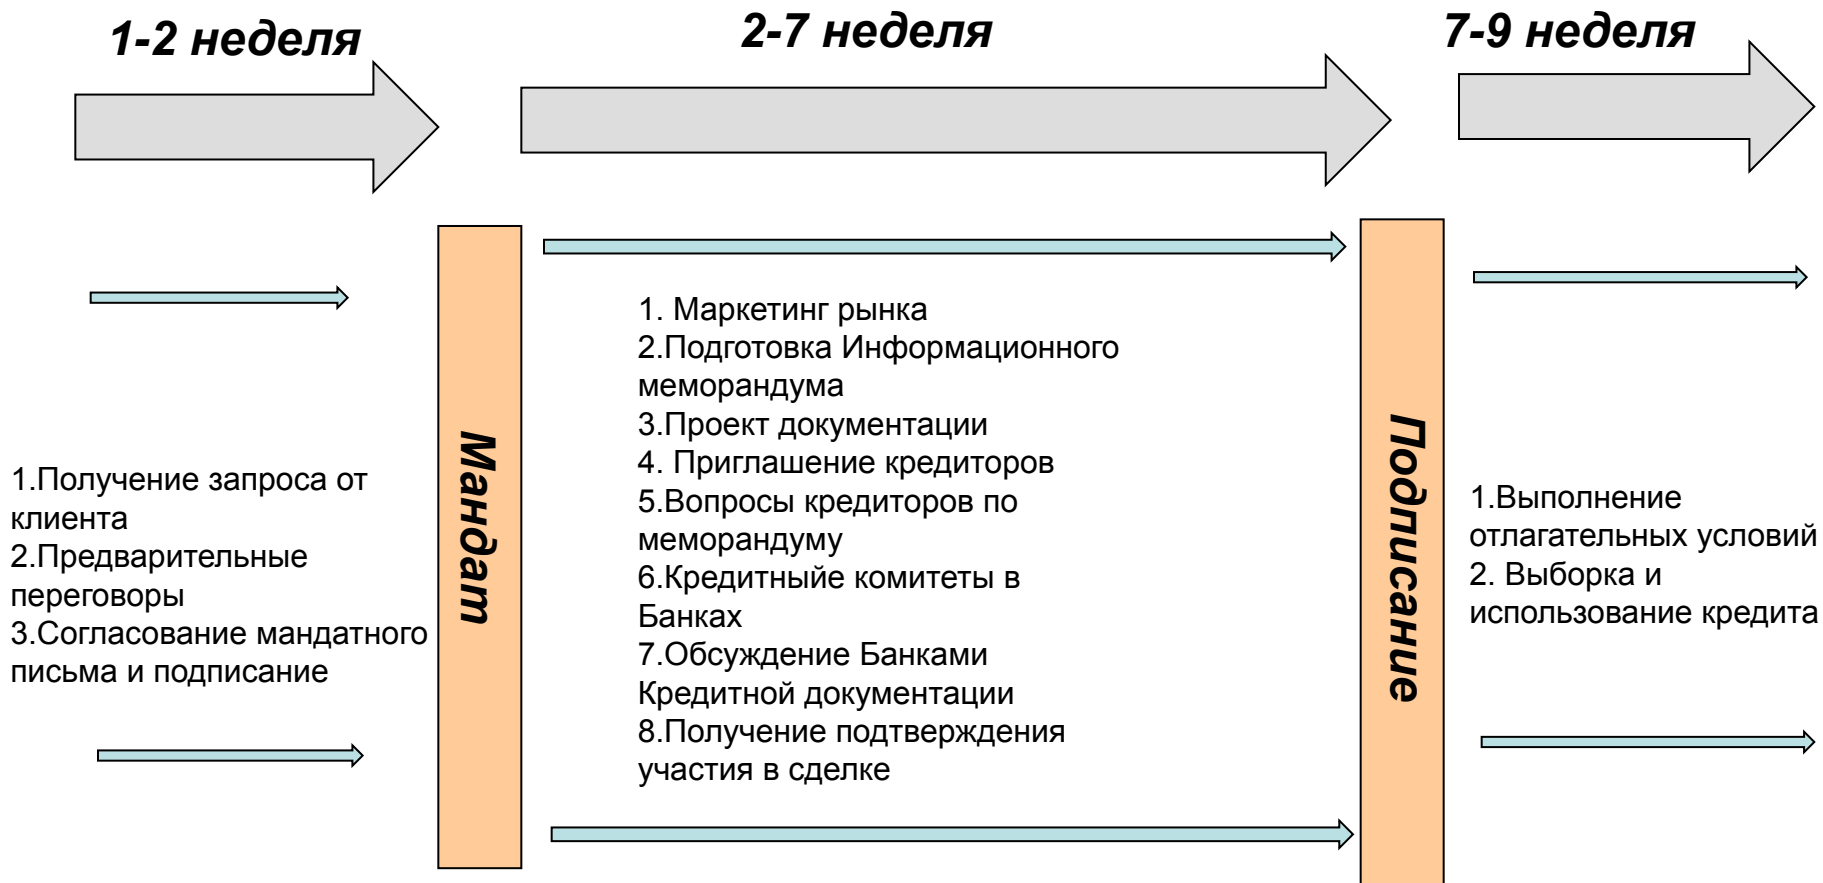 1-2 неделя
2-7 неделя
7-9 неделя
1.Получение запроса от
клиента
2.Предварительные
переговоры
3.Согласование мандатного
письма и подписание
Мандат
1. Маркетинг рынка
2.Подготовка Информационного
меморандума
3.Проект документации
4. Приглашение кредиторов
5.Вопросы кредиторов по
меморандуму
6.Кредитныйе комитеты в
Банках
7.Обсуждение Банками
Кредитной документации
8.Получение подтверждения
участия в сделке
Подписание
1.Выполнение
отлагательных условий
2. Выборка и
использование кредита